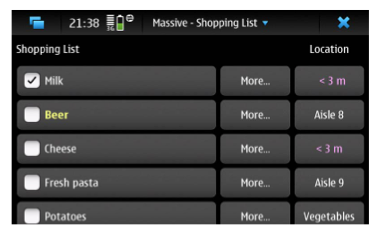 21:38 3G Massive - Shopping List
Shopping List Location
Milk More... < 3 m
Beer More... Aisle 8
Cheese More... < 3 m
Fresh pasta More... Aisle 9
Potatoes More... Vegetables